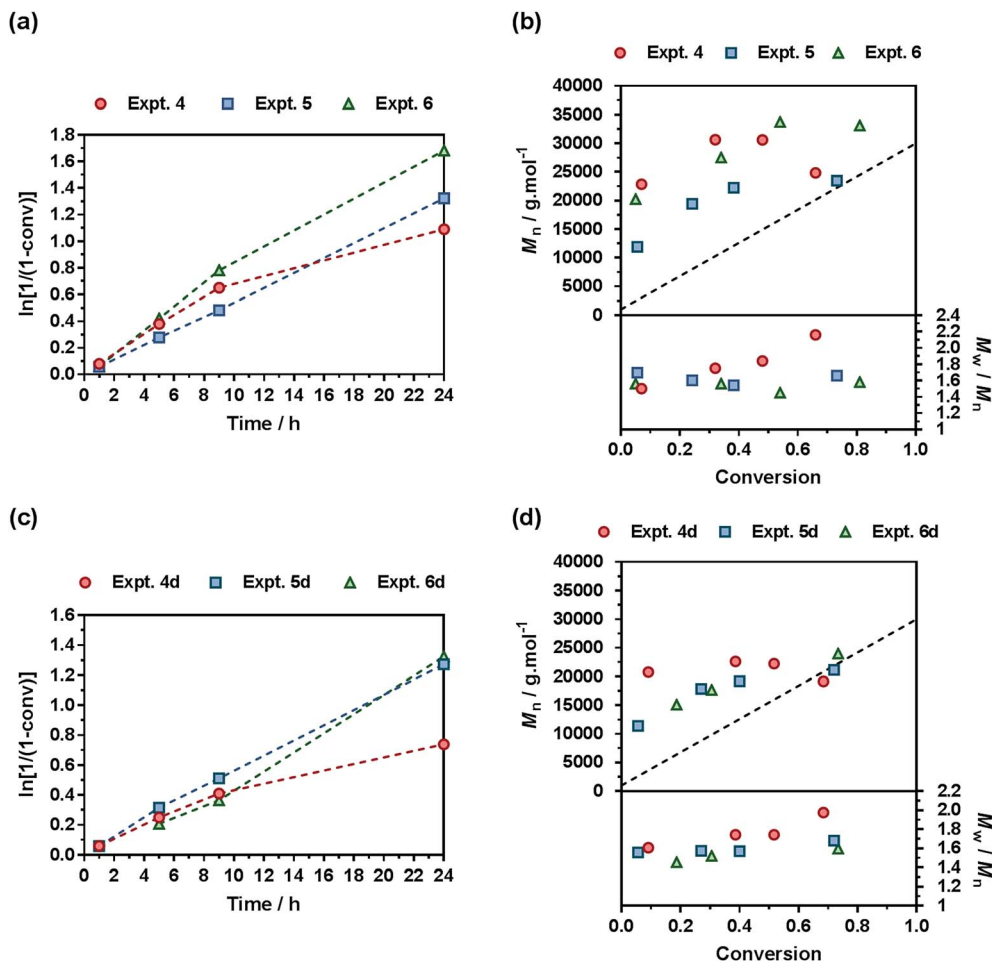 (a)
Expt. 4 Expt. 5 Expt. 6
1.8
1.6
1.4
1.2
1.0
0.8
0.6
0.4
0.2
0.0
ln[1/(1-conv)]
0 2 4 6 8 10 12 14 16 18 20 22 24
Time / h
(b)
Expt. 4 Expt. 5 Expt. 6
40000
35000
30000
25000
20000
15000
10000
5000
0
Mn / g.mol-1
2.4
2.2
2.0
1.8
1.6
1.4
1.2
1
Mw / Mn
0.0 0.2 0.4 0.6 0.8 1.0
Conversion
(c)
Expt. 4d Expt. 5d Expt. 6d
1.6
1.4
1.2
1.0
0.8
0.6
0.4
0.2
0.0
ln[1/(1-conv)]
0 2 4 6 8 10 12 14 16 18 20 22 24
Time / h
(d)
Expt. 4d Expt. 5d Expt. 6d
40000
35000
30000
25000
20000
15000
10000
5000
0
Mn / g.mol-1
2.2
2.0
1.8
1.6
1.4
1.2
1
Mw / Mn
0.0 0.2 0.4 0.6 0.8 1.0
Conversion